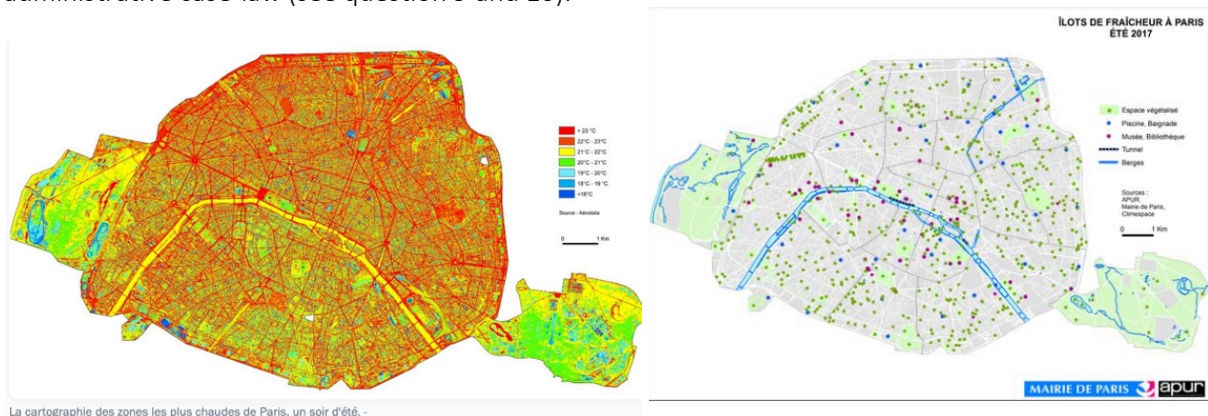 administrative case law (see question 9 and 10).
ÎLOTS DE FRAÎCHEUR À PARIS
ÉTÉ 2017
> 23 °C
22°C - 23°C
21°C - 22°C
20°C - 21°C
19°C - 20°C
18°C - 19 °C
<18°C
Source : Aérodata
0 1 Km
Espace végétalisé
Piscine, Baignade
Musée, Bibliothèque
Tunnel
Berges
Sources :
APUR,
Mairie de Paris,
Climespace
0 1 Km
MAIRIE DE PARIS apur
La cartographie des zones les plus chaudes de Paris, un soir d'été. -